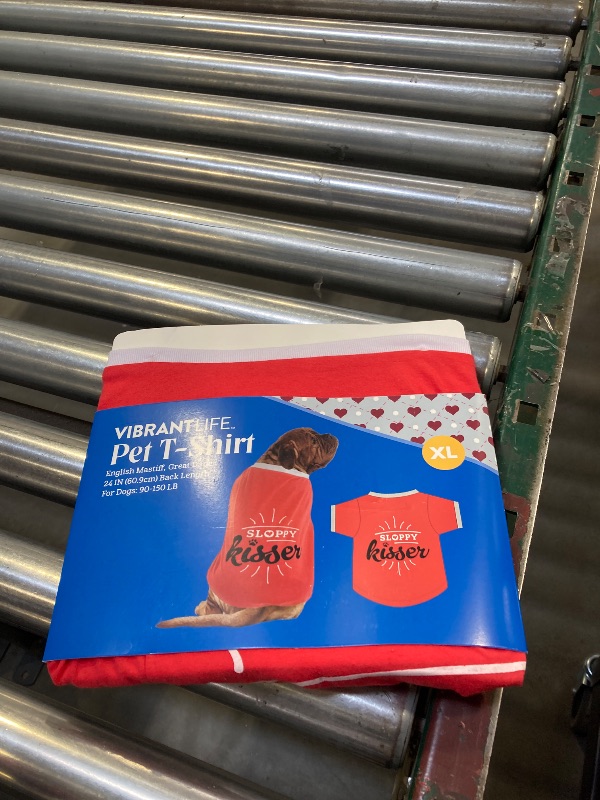 VIBRANTLIFE™
Pet T-Shirt
XL
English Mastiff, Great
24 IN (60.9cm) Back Length
For Dogs: 90-150 LB
SLOPPY
kisser
SLOPPY
kisser